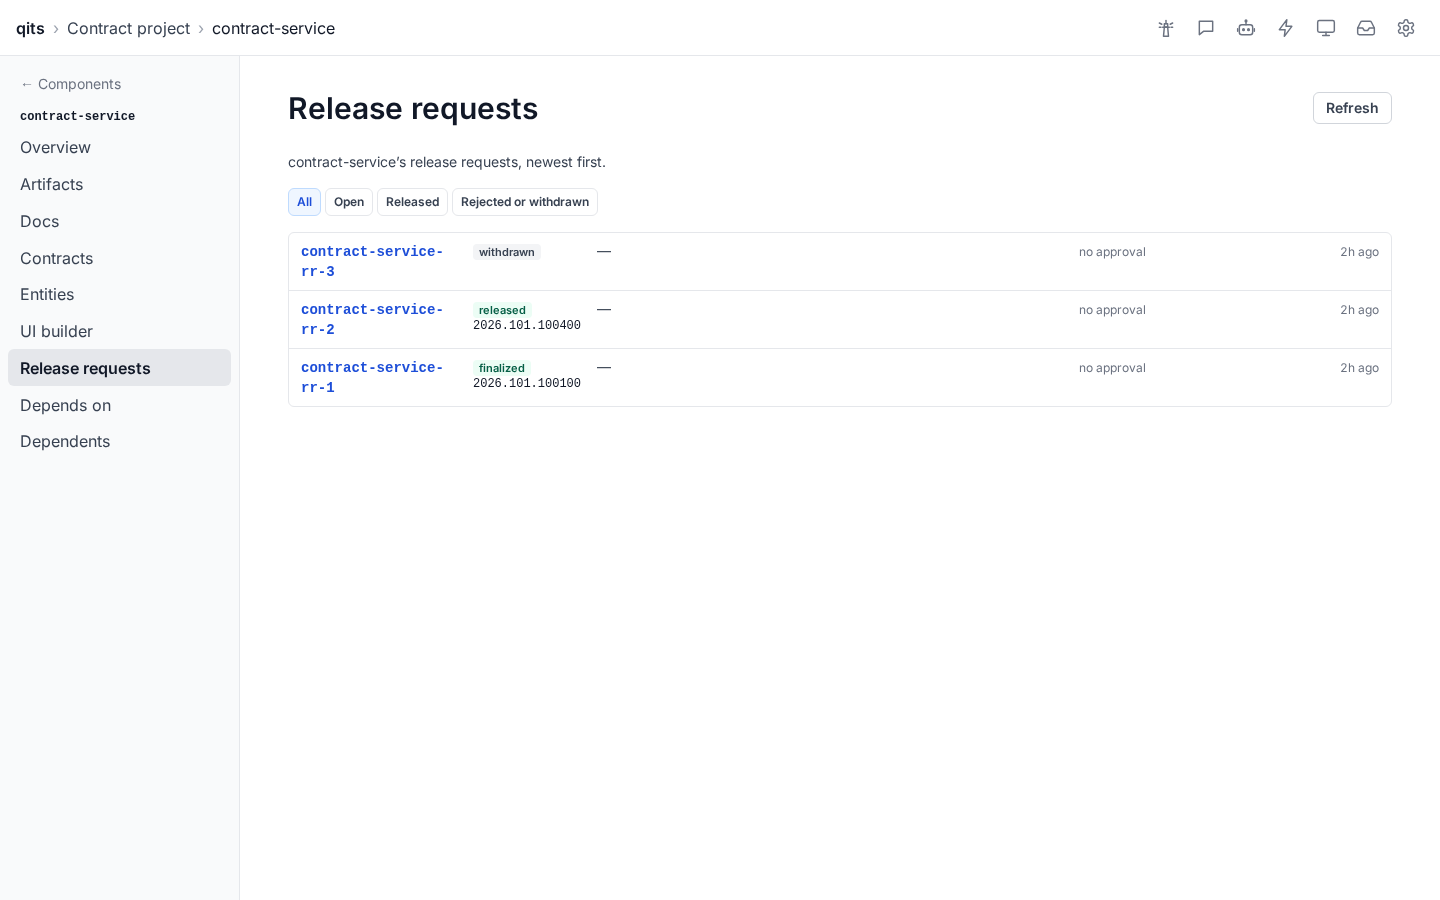 qits › Contract project › contract-service
← Components
contract-service
Overview
Artifacts
Docs
Contracts
Entities
UI builder
Release requests
Depends on
Dependents
Release requests
Refresh
contract-service’s release requests, newest first.
All Open Released Rejected or withdrawn
contract-service-rr-3 withdrawn — no approval 2h ago
contract-service-rr-2 released 2026.101.100400 — no approval 2h ago
contract-service-rr-1 finalized 2026.101.100100 — no approval 2h ago